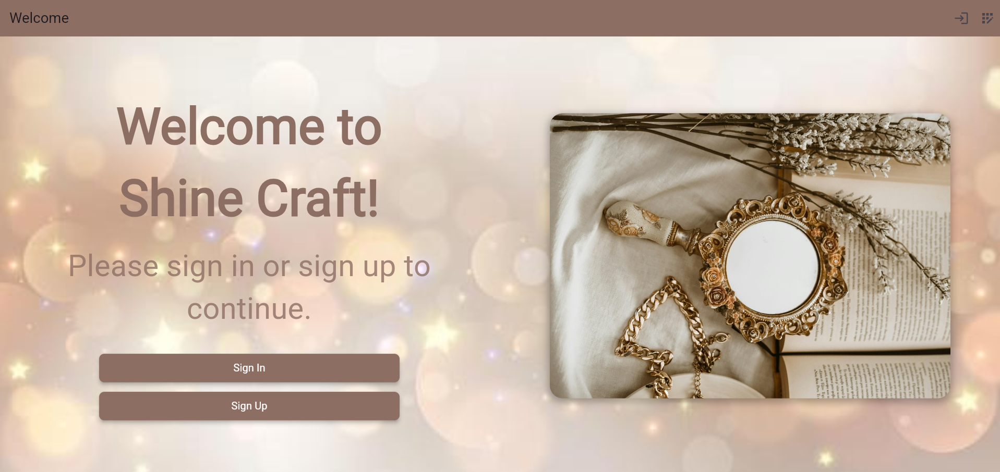 Welcome
Welcome to
Shine Craft!
Please sign in or sign up to
continue.
Sign In
Sign Up